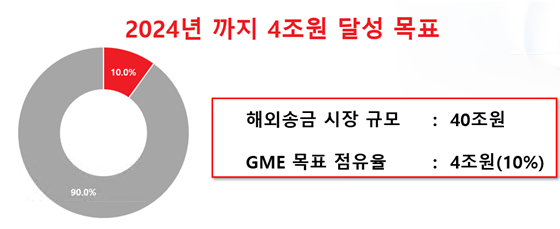 2024년 까지 4조원 달성 목표
10.0%
90.0%
해외송금 시장 규모 : 40조원
GME 목표 점유율 : 4조원(10%)